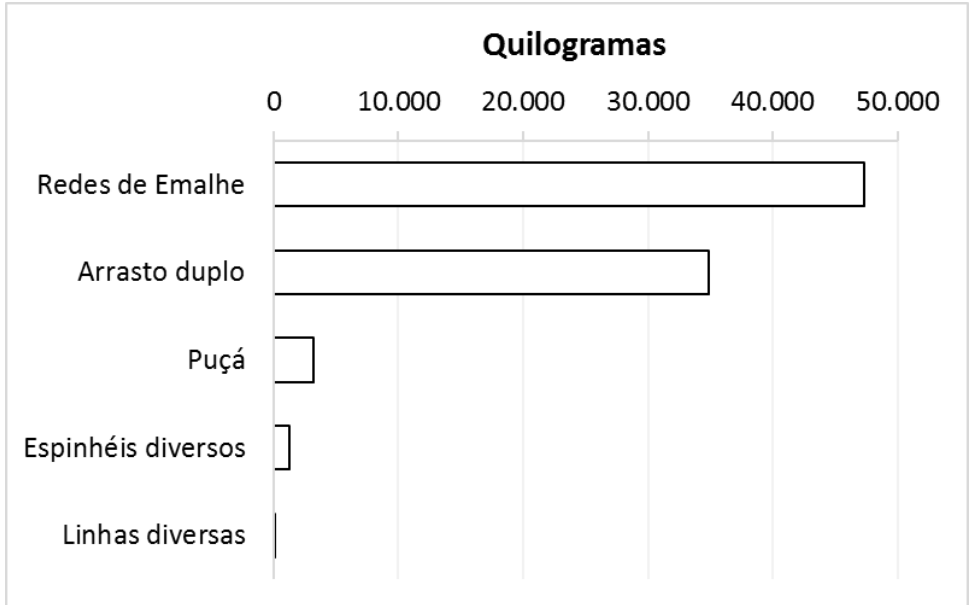 Quilogramas
0 10.000 20.000 30.000 40.000 50.000
Redes de Emalhe
Arrasto duplo
Puçá
Espinhéis diversos
Linhas diversas